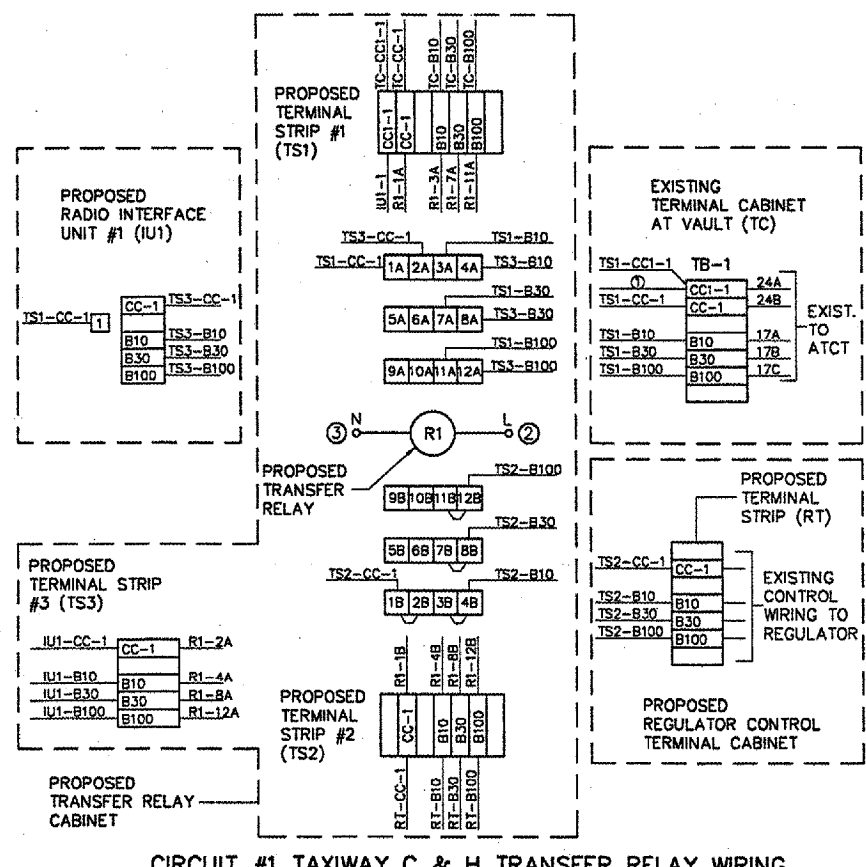 TC-CC1-1
TC-CC-1
TC-B10
TC-B30
TC-B100
PROPOSED
TERMINAL
STRIP #1
(TS1)
CC1-1
CC-1
B10
B30
B100
IU1-1
R1-1A
R1-3A
R1-7A
R1-11A
PROPOSED
RADIO INTERFACE
UNIT #1 (IU1)
TS1-CC-1
1
CC-1
TS3-CC-1
B10
TS3-B10
B30
TS3-B30
B100
TS3-B100
TS3-CC-1
TS1-B10
TS1-CC-1
1A 2A 3A 4A
TS3-B10
TS1-B30
5A 6A 7A 8A
TS3-B30
TS1-B100
9A 10A 11A 12A
TS3-B100
3 N
R1
L 2
PROPOSED
TRANSFER
RELAY
TS2-B100
9B 10B 11B 12B
TS2-B30
5B 6B 7B 8B
TS2-CC-1
TS2-B10
1B 2B 3B 4B
EXISTING
TERMINAL CABINET
AT VAULT (TC)
TS1-CC1-1
TB-1
1
CC1-1
24A
TS1-CC-1
CC-1
24B
TS1-B10
B10
17A
TS1-B30
B30
17B
TS1-B100
B100
17C
EXIST.
TO
ATCT
PROPOSED
TERMINAL
STRIP (RT)
TS2-CC-1
CC-1
TS2-B10
B10
TS2-B30
B30
TS2-B100
B100
EXISTING
CONTROL
WIRING TO
REGULATOR
PROPOSED
REGULATOR CONTROL
TERMINAL CABINET
PROPOSED
TERMINAL STRIP
#3 (TS3)
IU1-CC-1
CC-1
R1-2A
IU1-B10
B10
R1-4A
IU1-B30
B30
R1-8A
IU1-B100
B100
R1-12A
R1-1B
R1-4B
R1-8B
R1-12B
PROPOSED
TERMINAL
STRIP #2
(TS2)
CC-1
B10
B30
B100
RT-CC-1
RT-B10
RT-B30
RT-B100
PROPOSED
TRANSFER RELAY
CABINET
CIRCUIT #1 TAXIWAY C & H TRANSFER RELAY WIRING